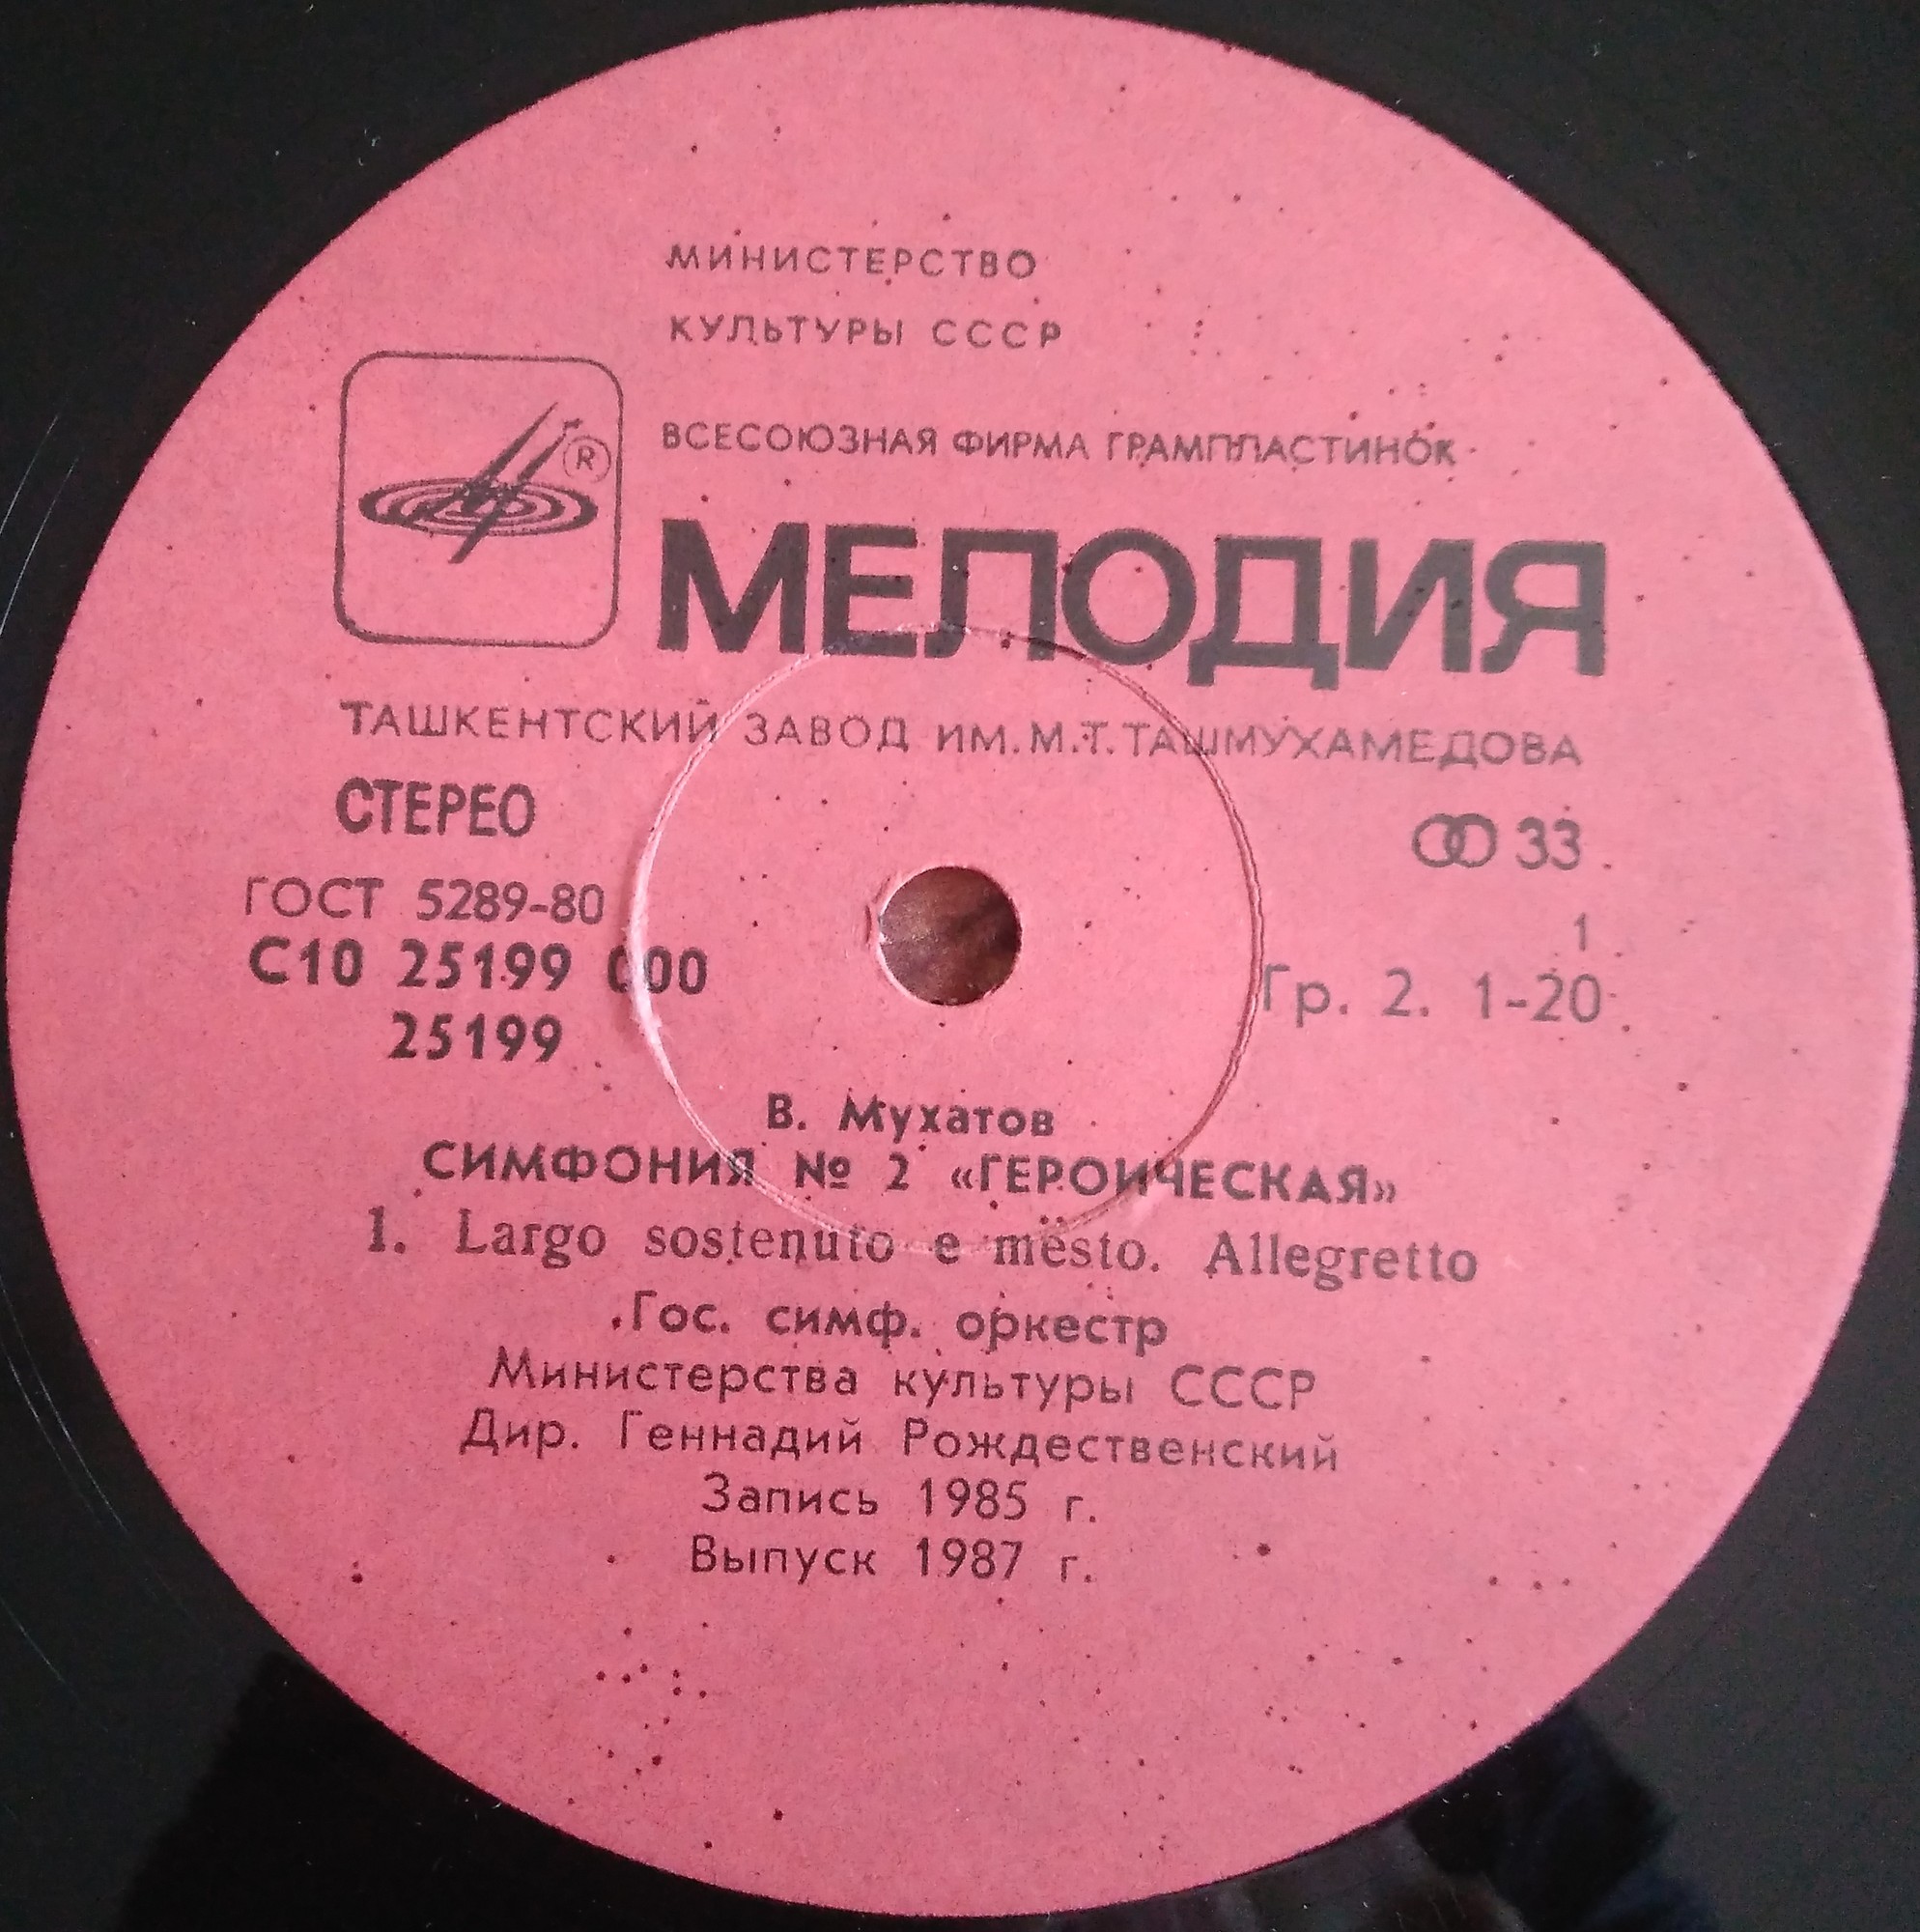 МИНИСТЕРСТВО
КУЛЬТУРЫ СССР
ВСЕСОЮЗНАЯ ФИРМА ГРАМПЛАСТИНОК
®
МЕЛОДИЯ
ТАШКЕНТСКИЙ ЗАВОД ИМ. М.Т. ТАШМУХАМЕДОВА
СТЕРЕО
33
ГОСТ 5289-80
1
С10 25199 000
Гр. 2. 1-20
25199
В. Мухатов
СИМФОНИЯ № 2 «ГЕРОИЧЕСКАЯ»
1. Largo sostenuto e mesto. Allegretto
Гос. симф. оркестр
Министерства культуры СССР
Дир. Геннадий Рождественский
Запись 1985 г.
Выпуск 1987 г.